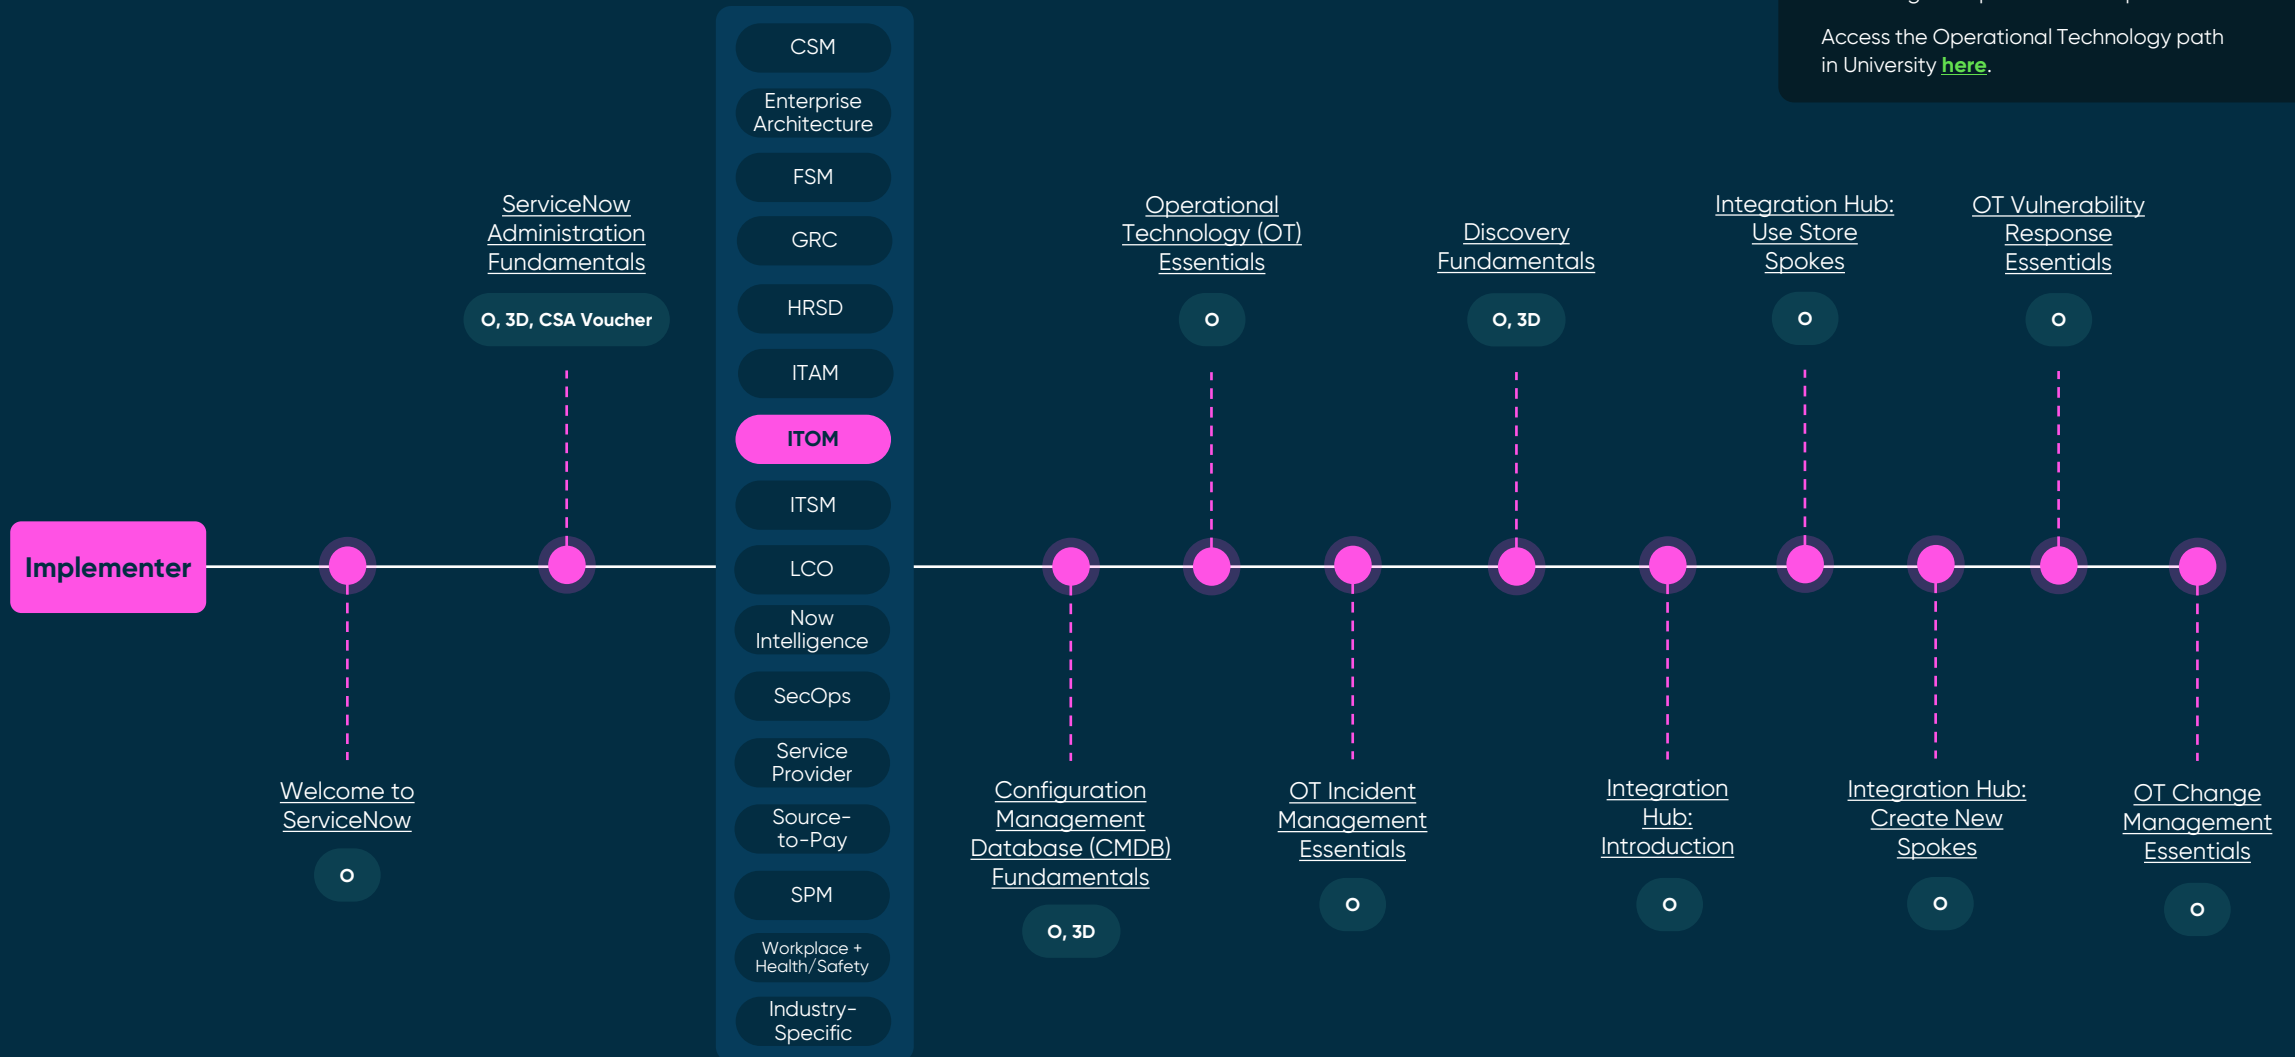 Access the Operational Technology path
in University here.
CSM
Enterprise
Architecture
FSM
GRC
HRSD
ITAM
ITOM
ITSM
LCO
Now
Intelligence
SecOps
Service
Provider
Source-
to-Pay
SPM
Workplace +
Health/Safety
Industry-
Specific
Implementer
Welcome to
ServiceNow
O
ServiceNow
Administration
Fundamentals
O, 3D, CSA Voucher
Configuration
Management
Database (CMDB)
Fundamentals
O, 3D
Operational
Technology (OT)
Essentials
O
OT Incident
Management
Essentials
O
Discovery
Fundamentals
O, 3D
Integration
Hub:
Introduction
O
Integration Hub:
Use Store
Spokes
O
Integration Hub:
Create New
Spokes
O
OT Vulnerability
Response
Essentials
O
OT Change
Management
Essentials
O